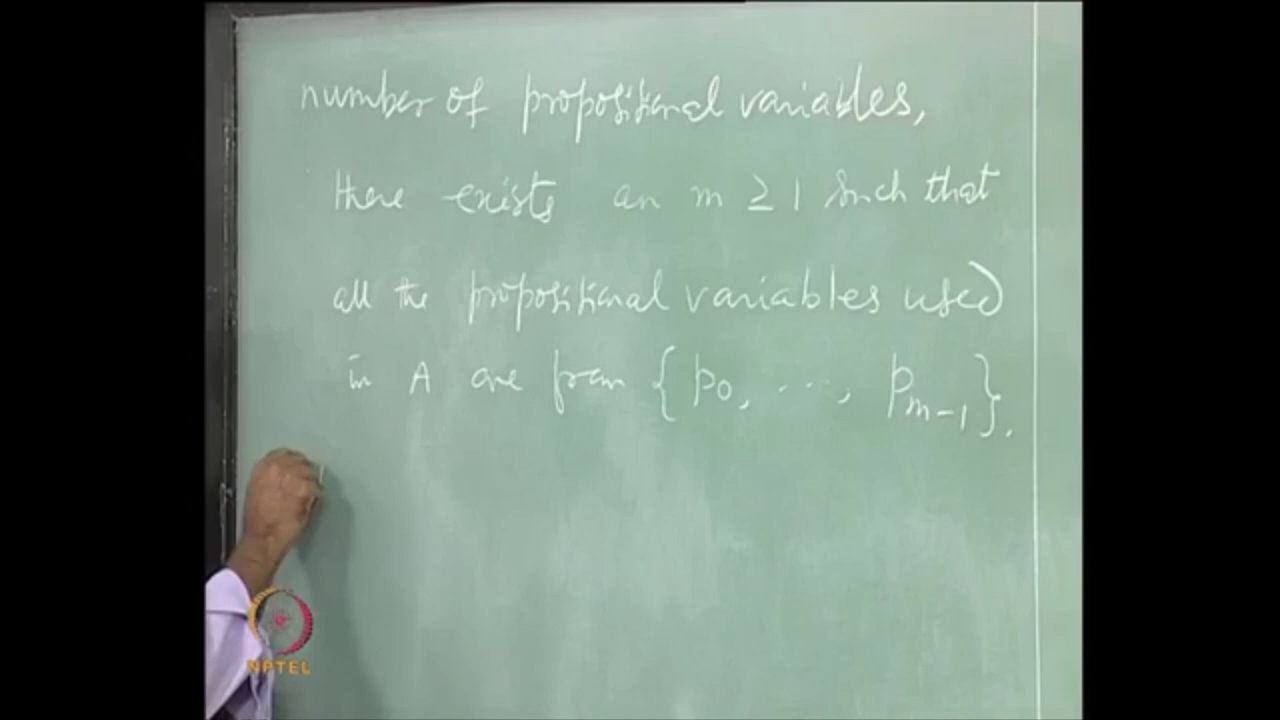 number of propositional variables,
there exists an m ≥ 1 such that
all the propositional variables used
in A are from {p₀, ..., pₘ₋₁}.
NPTEL